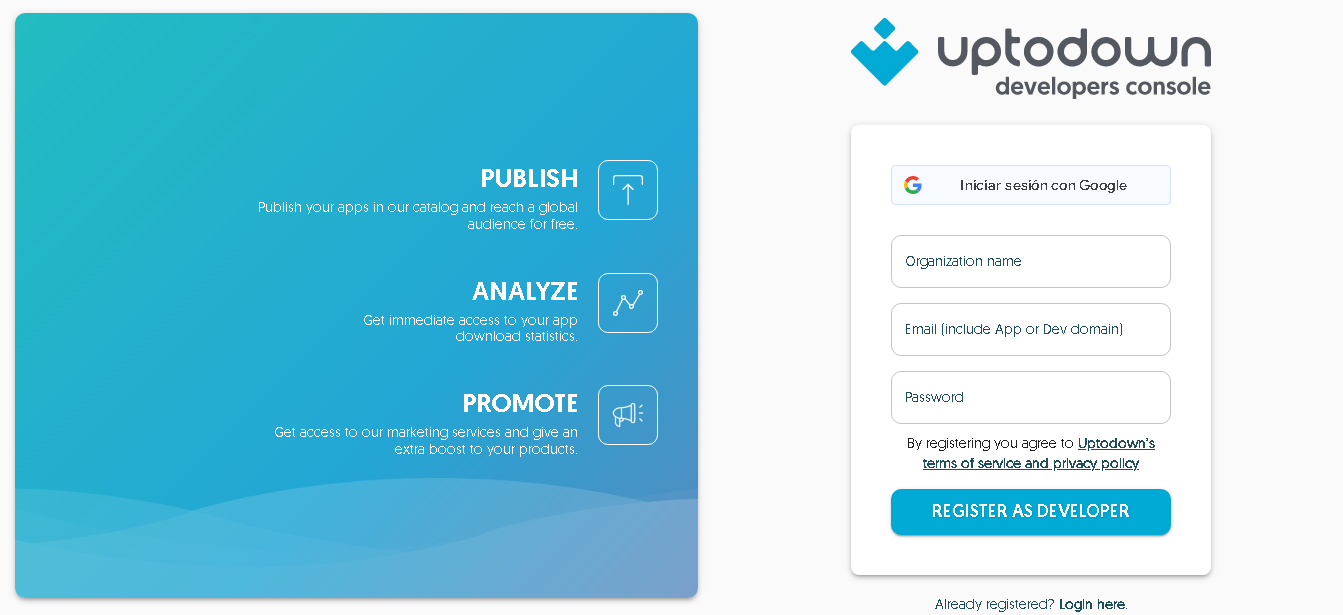 PUBLISH
Publish your apps in our catalog and reach a global
audience for free.
ANALYZE
Get immediate access to your app
download statistics.
PROMOTE
Get access to our marketing services and give an
extra boost to your products.
uptodown
developers console
Iniciar sesión con Google
Organization name
Email (include App or Dev domain)
Password
By registering you agree to Uptodown's
terms of service and privacy policy
REGISTER AS DEVELOPER
Already registered? Login here.